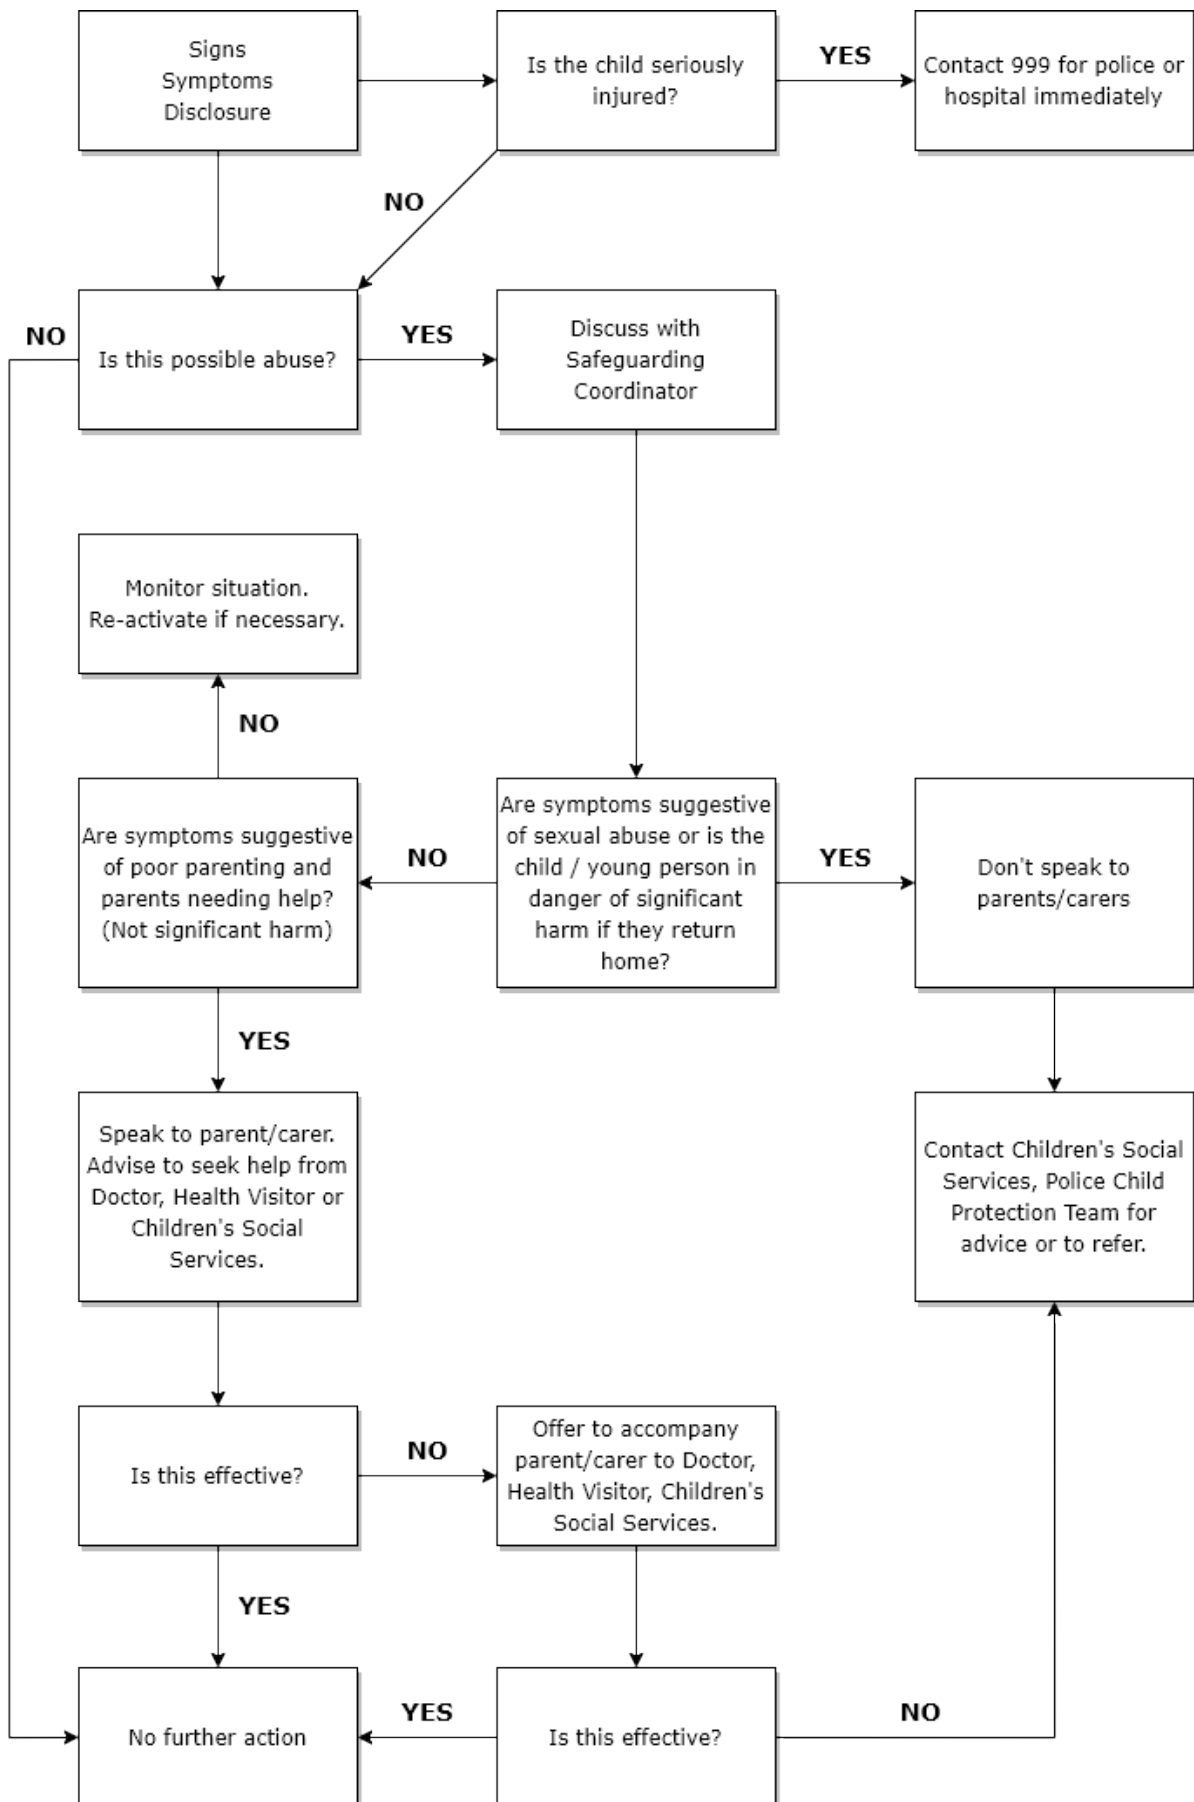 Signs
Symptoms
Disclosure
Is the child seriously
injured?
YES
Contact 999 for police or
hospital immediately
NO
NO
Is this possible abuse?
YES
Discuss with
Safeguarding
Coordinator
Monitor situation.
Re-activate if necessary.
NO
Are symptoms suggestive
of poor parenting and
parents needing help?
(Not significant harm)
NO
Are symptoms suggestive
of sexual abuse or is the
child / young person in
danger of significant
harm if they return
home?
YES
Don't speak to
parents/carers
YES
Speak to parent/carer.
Advise to seek help from
Doctor, Health Visitor or
Children's Social
Services.
Contact Children's Social
Services, Police Child
Protection Team for
advice or to refer.
Is this effective?
NO
Offer to accompany
parent/carer to Doctor,
Health Visitor, Children's
Social Services.
YES
No further action
YES
Is this effective?
NO